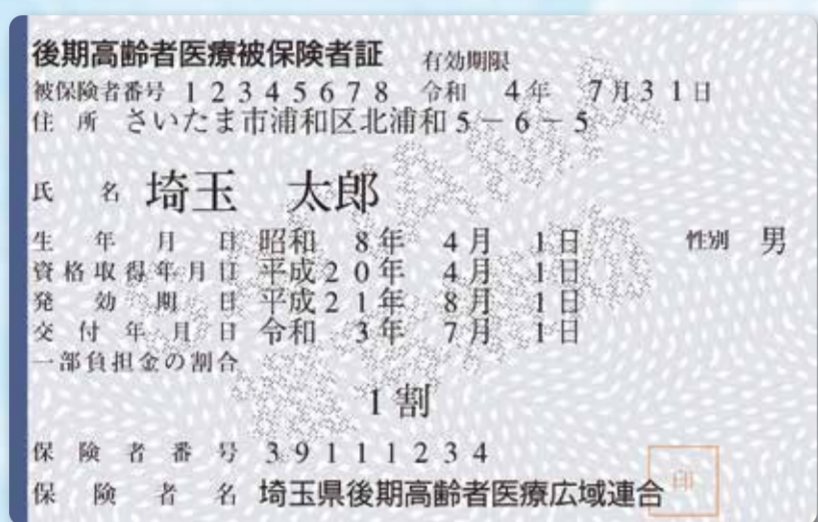 後期高齢者医療被保険者証 有効期限
被保険者番号 12345678 令和 4年 7月31日
住所 さいたま市浦和区北浦和5-6-5
氏名 埼玉 太郎
生年月日 昭和 8年 4月 1日 性別 男
資格取得年月日 平成20年 4月 1日
発効期日 平成21年 8月 1日
交付年月日 令和 3年 7月 1日
一部負担金の割合
1割
保険者番号 39111234
保険者名 埼玉県後期高齢者医療広域連合 印